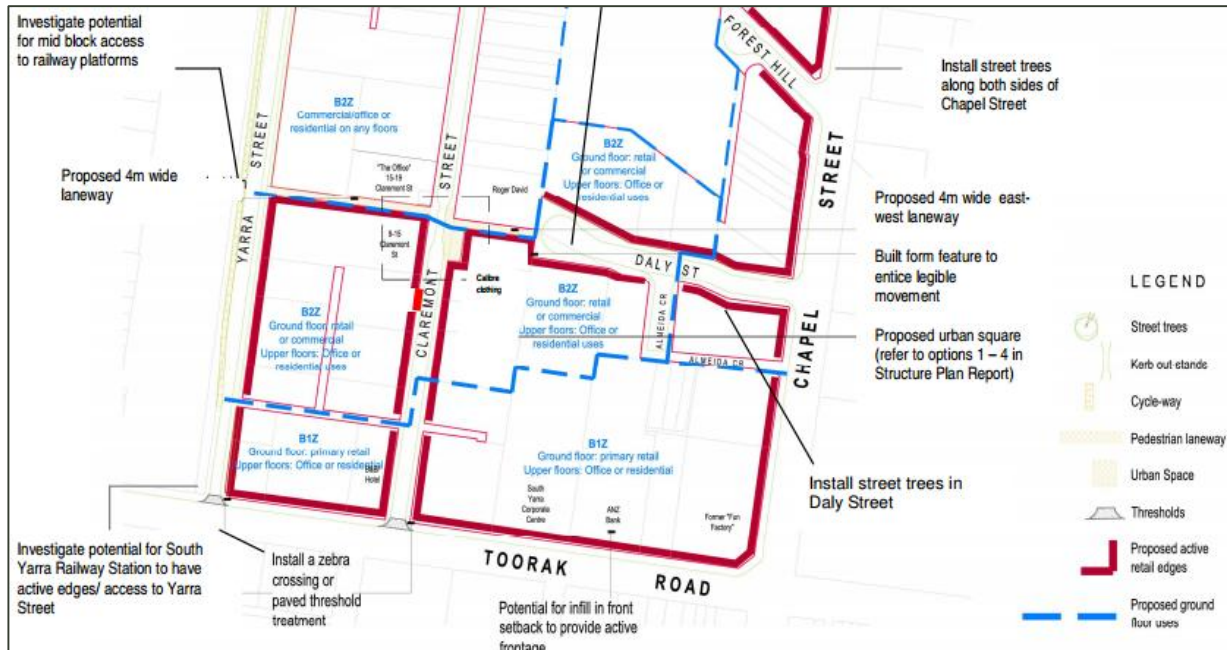 Investigate potential
for mid block access
to railway platforms
Proposed 4m wide
laneway
B2Z
Commercial/office or
residential on any floors
STREET
YARRA
STREET
CLAREMONT
"The Office"
15-19
Claremont St
Roger David
9-15
Claremont
St
Calibre
clothing
B2Z
Ground floor: retail
or commercial
Upper floors: Office or
residential uses
FOREST HILL
Install street trees
along both sides of
Chapel Street
STREET
CHAPEL
Proposed 4m wide east-
west laneway
Built form feature to
entice legible
movement
Proposed urban square
(refer to options 1 – 4 in
Structure Plan Report)
DALY ST
ALMEIDA CR
ALMEIDA CR
B2Z
Ground floor: retail
or commercial
Upper floors: Office or
residential uses
B2Z
Ground floor: retail
or commercial
Upper floors: Office or
residential uses
B1Z
Ground floor: primary retail
Upper floors: Office or residential
Hotel
B1Z
Ground floor: primary retail
Upper floors: Office or residential
South
Yarra
Corporate
Centre
ANZ
Bank
Former "Fun
Factory"
Install street trees in
Daly Street
Investigate potential for South
Yarra Railway Station to have
active edges/ access to Yarra
Street
Install a zebra
crossing or
paved threshold
treatment
TOORAK
ROAD
Potential for infill in front
setback to provide active
frontage
LEGEND
Street trees
Kerb out-stands
Cycle-way
Pedestrian laneway
Urban Space
Thresholds
Proposed active
retail edges
Proposed ground
floor uses